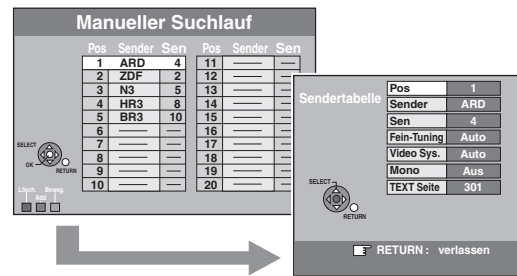 Manueller Suchlauf
Pos Sender Sen Pos Sender Sen
1 ARD 4 11
2 ZDF 2 12
3 N3 5 13
4 HR3 8 14
5 BR3 10 15
6 16
7 17
8 18
9 19
10 20
SELECT
OK
RETURN
Lösch. Beweg.
Add
Sendertabelle
Pos 1
Sender ARD
Sen 4
Fein-Tuning Auto
Video Sys. Auto
Mono Aus
TEXT Seite 301
SELECT
RETURN
RETURN : verlassen